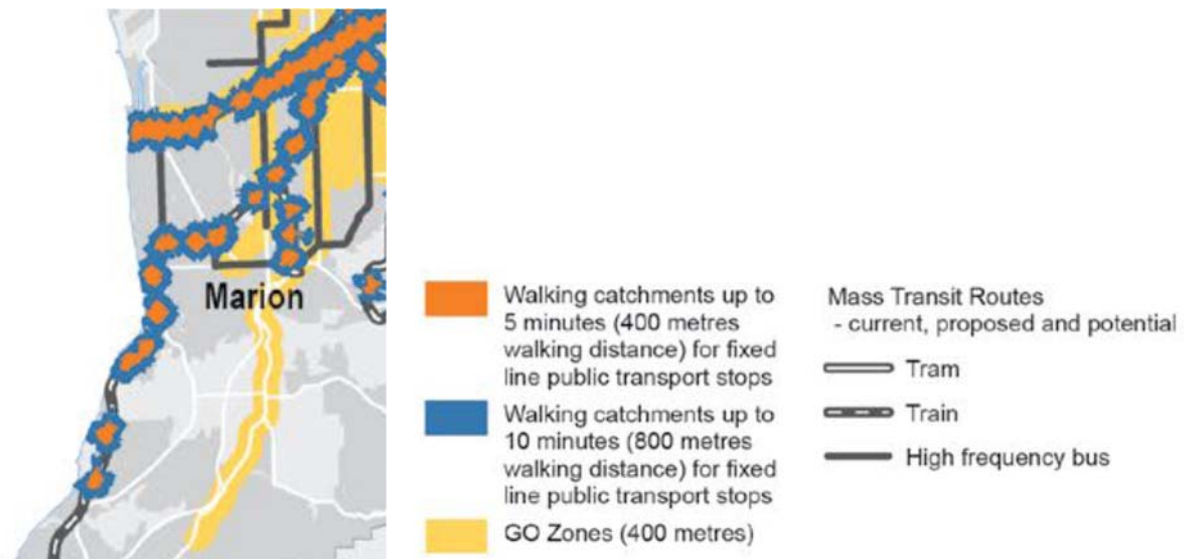 Marion
Walking catchments up to
5 minutes (400 metres
walking distance) for fixed
line public transport stops
Walking catchments up to
10 minutes (800 metres
walking distance) for fixed
line public transport stops
GO Zones (400 metres)
Mass Transit Routes
- current, proposed and potential
Tram
Train
High frequency bus